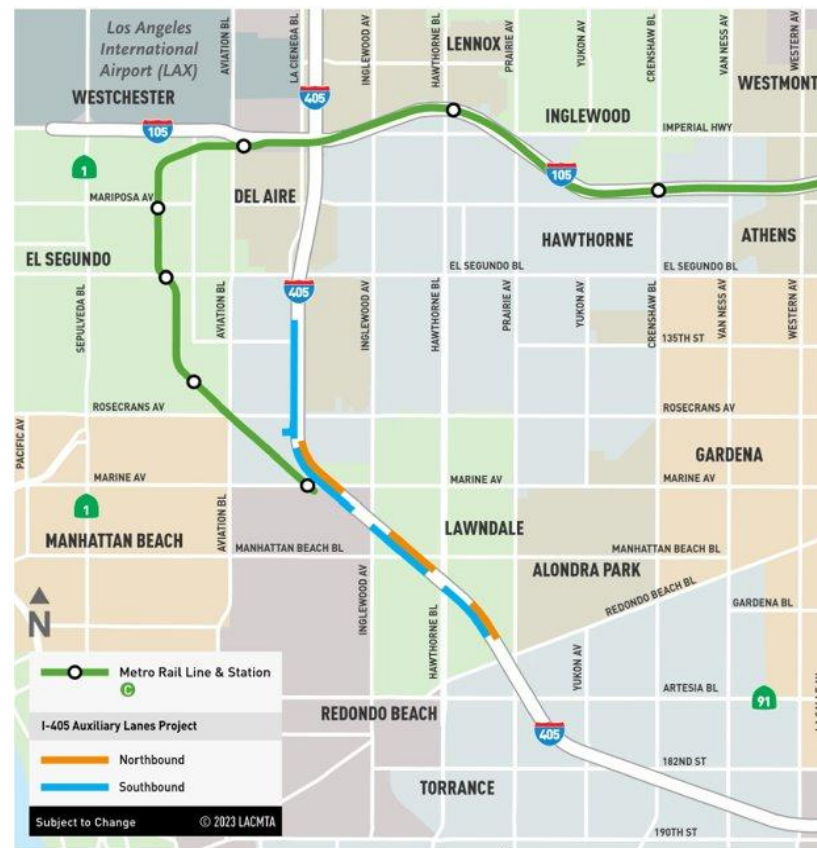 Los Angeles
International
Airport (LAX)
AVIATION BL
LA CIENEGA BL
405
INGLEWOOD AV
HAWTHORNE BL
LENNOX
PRAIRIE AV
YUKON AV
CRENSHAW BL
VAN NESS AV
WESTERN AV
WESTMONT
WESTCHESTER
105
INGLEWOOD
IMPERIAL HWY
1
105
MARIPOSA AV
DEL AIRE
HAWTHORNE
ATHENS
EL SEGUNDO
EL SEGUNDO BL
EL SEGUNDO BL
405
SEPULVEDA BL
AVIATION BL
INGLEWOOD AV
HAWTHORNE BL
PRAIRIE AV
YUKON AV
CRENSHAW BL
VAN NESS AV
WESTERN AV
135TH ST
ROSECRANS AV
ROSECRANS AV
PACIFIC AV
GARDENA
MARINE AV
MARINE AV
MARINE AV
1
AVIATION BL
LAWNDALE
MANHATTAN BEACH
MANHATTAN BEACH BL
MANHATTAN BEACH BL
ALONDRA PARK
REDONDO BEACH BL
INGLEWOOD AV
HAWTHORNE BL
GARDENA BL
N
YUKON AV
Metro Rail Line & Station
C
ARTESIA BL
91
REDONDO BEACH
I-405 Auxiliary Lanes Project
405
Northbound
182ND ST
Southbound
TORRANCE
Subject to Change
© 2023 LACMTA
190TH ST